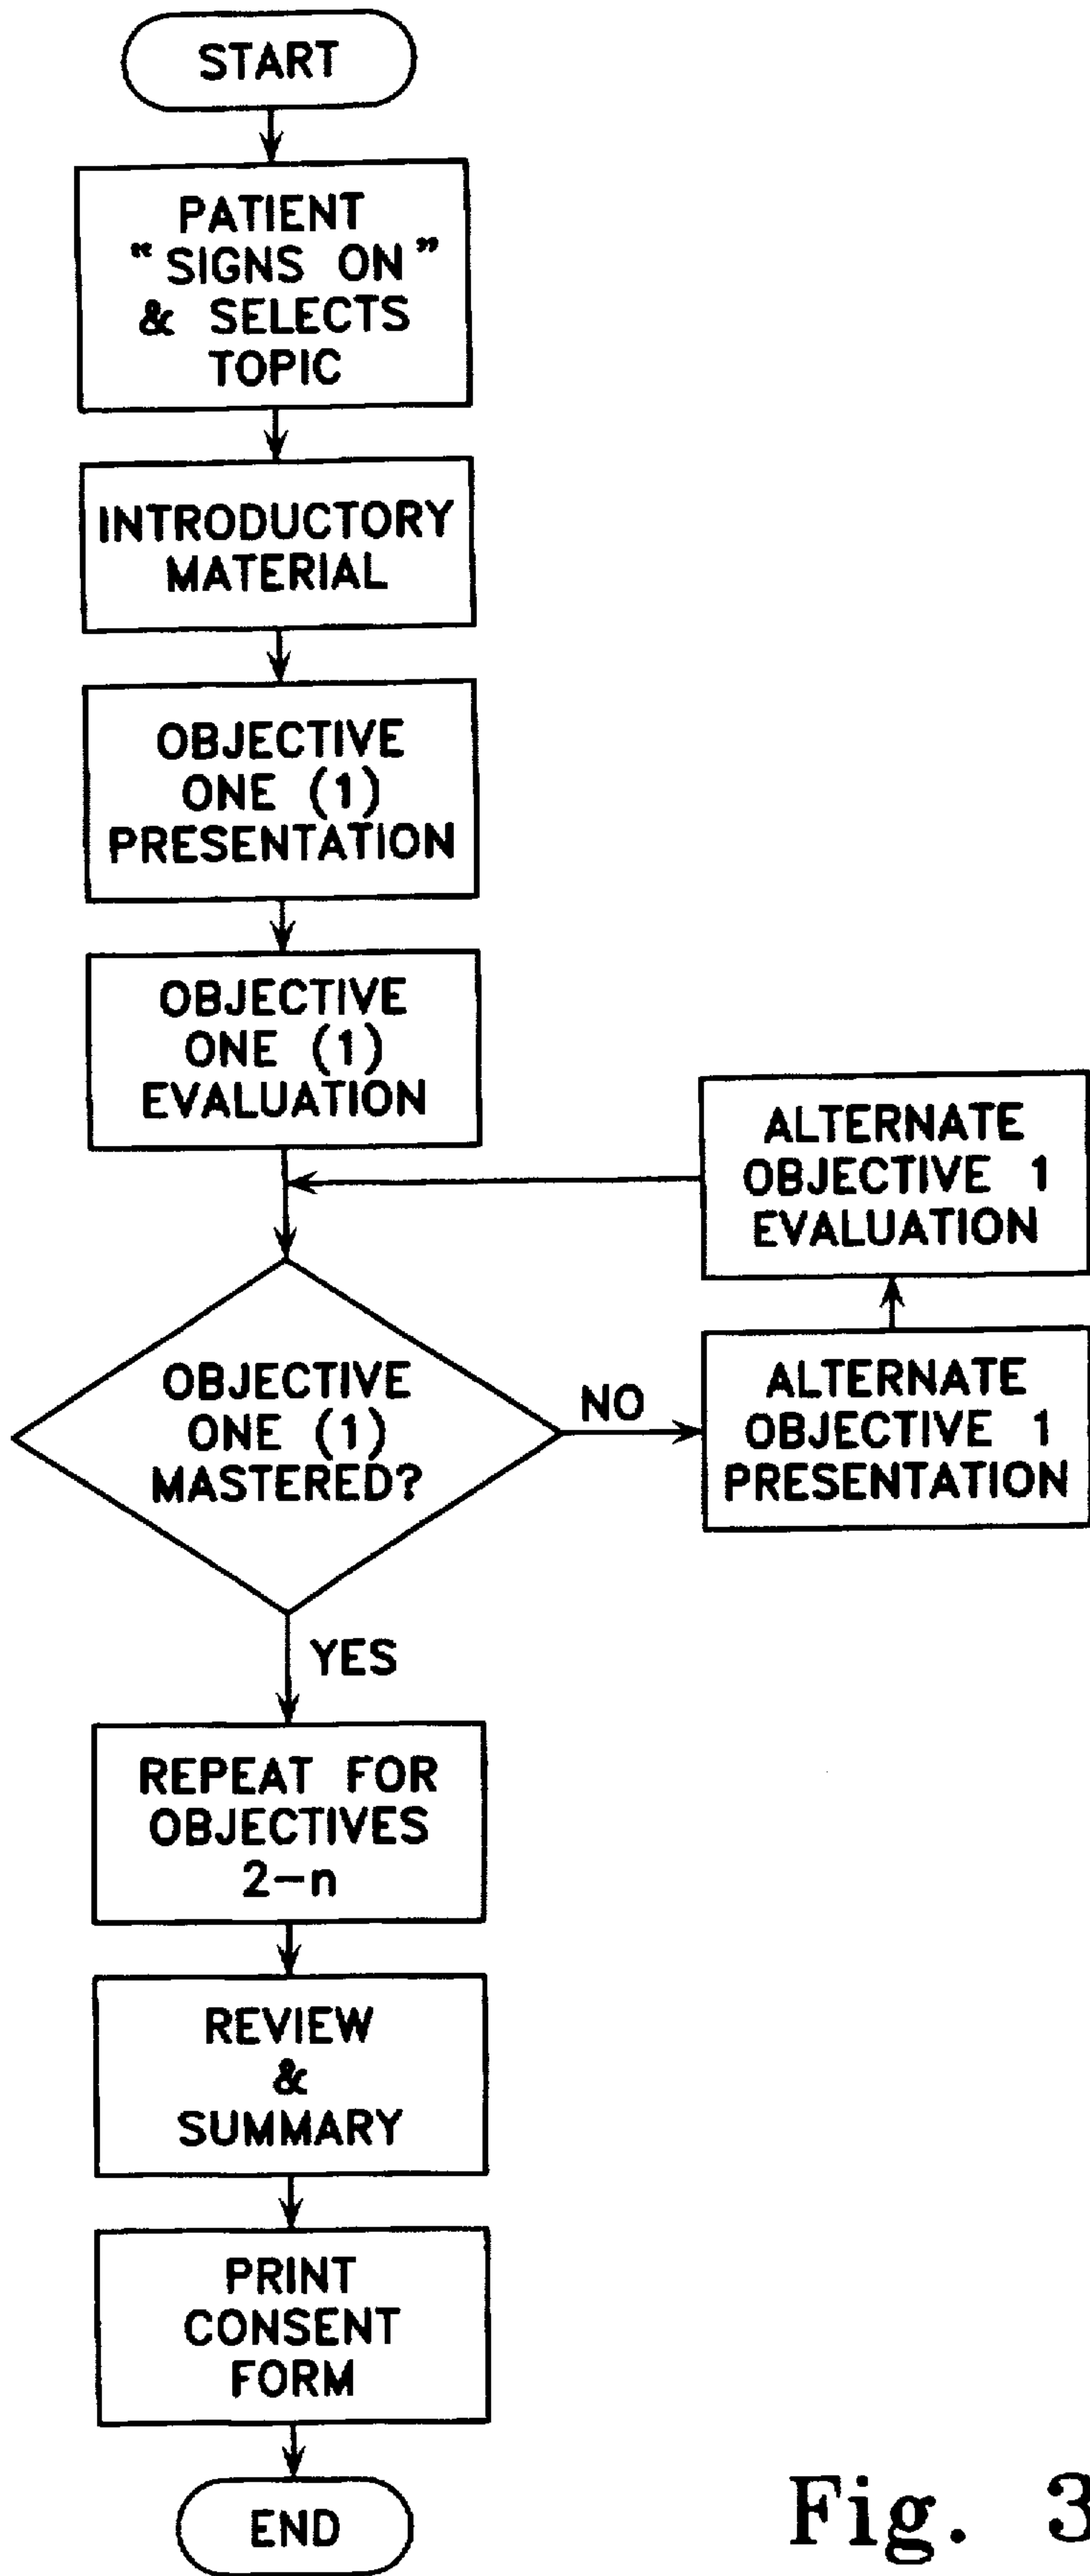 START
PATIENT
"SIGNS ON"
& SELECTS
TOPIC
INTRODUCTORY
MATERIAL
OBJECTIVE
ONE (1)
PRESENTATION
OBJECTIVE
ONE (1)
EVALUATION
OBJECTIVE
ONE (1)
MASTERED?
NO
ALTERNATE
OBJECTIVE 1
PRESENTATION
ALTERNATE
OBJECTIVE 1
EVALUATION
YES
REPEAT FOR
OBJECTIVES
2-n
REVIEW
&
SUMMARY
PRINT
CONSENT
FORM
END
Fig. 3